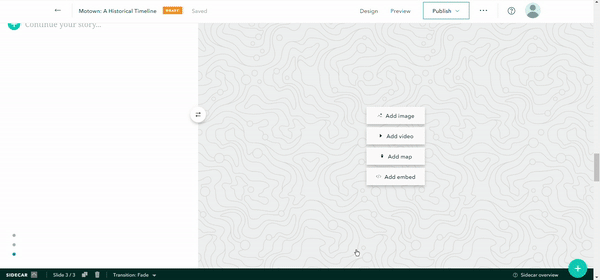 Motown: A Historical Timeline DRAFT Saved Design Preview Publish
Continue your story...
Add image
Add video
Add map
Add embed
SIDECAR Slide 3 / 3 Transition: Fade Sidecar overview